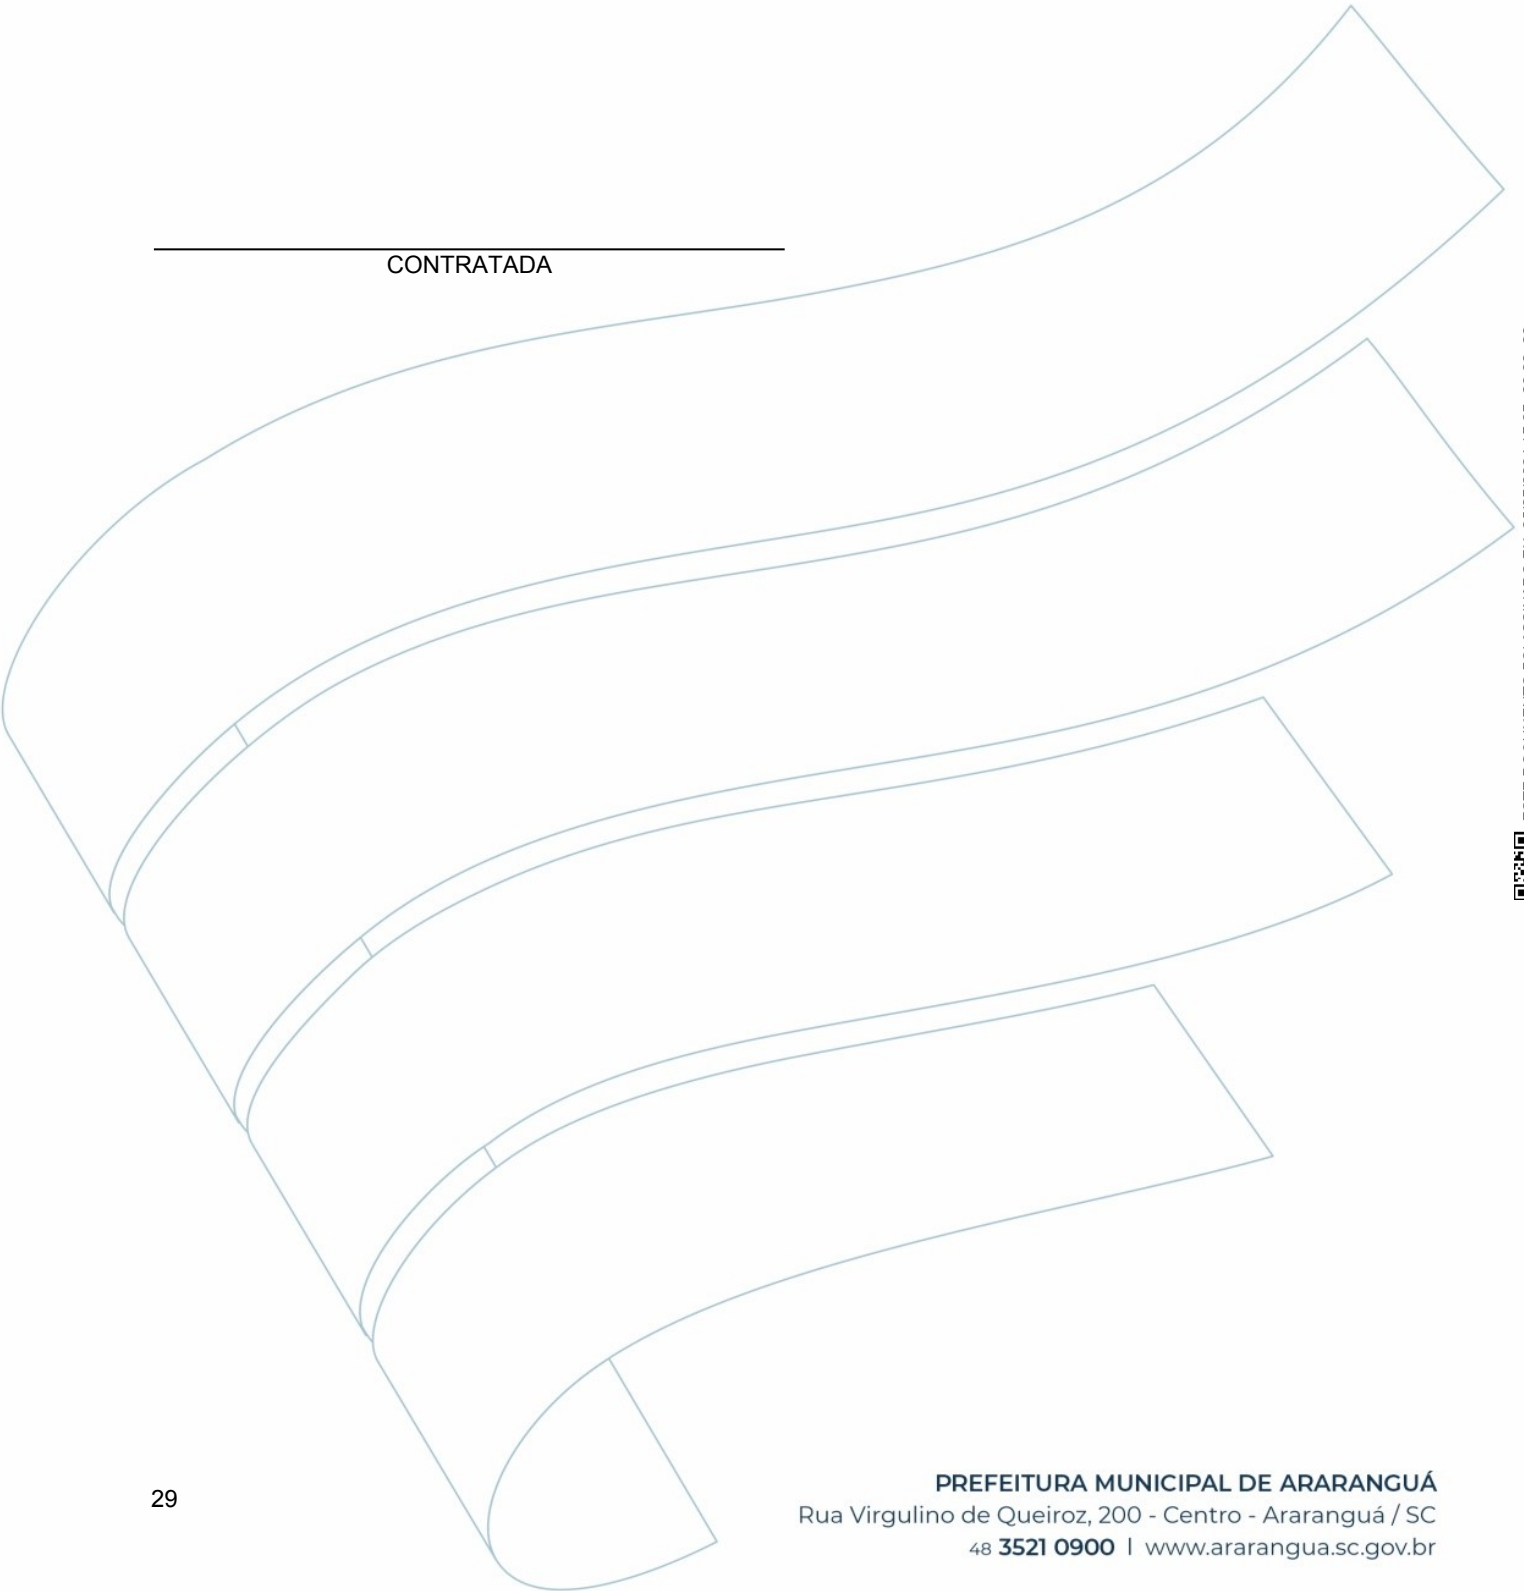 CONTRATADA
29
PREFEITURA MUNICIPAL DE ARARANGUÁ
Rua Virgulino de Queiroz, 200 - Centro - Araranguá / SC
48 3521 0900 | www.ararangua.sc.gov.br